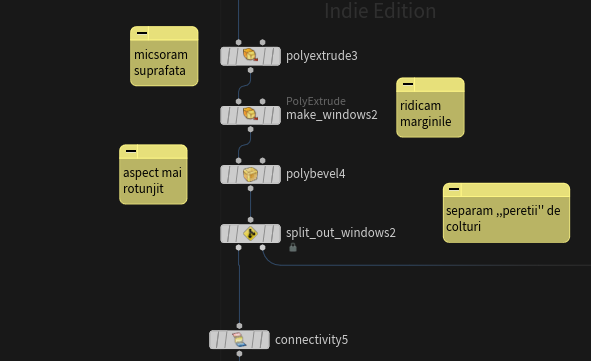 Indie Edition
micsoram
suprafata
polyextrude3
PolyExtrude
make_windows2
ridicam
marginile
aspect mai
rotunjit
polybevel4
separam ,,peretii'' de
colturi
split_out_windows2
connectivity5